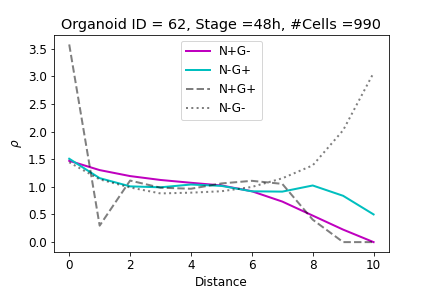 Organoid ID = 62, Stage =48h, #Cells =990
N+G-
N-G+
N+G+
N-G-
3.5
3.0
2.5
2.0
1.5
1.0
0.5
0.0
ρ
0 2 4 6 8 10
Distance